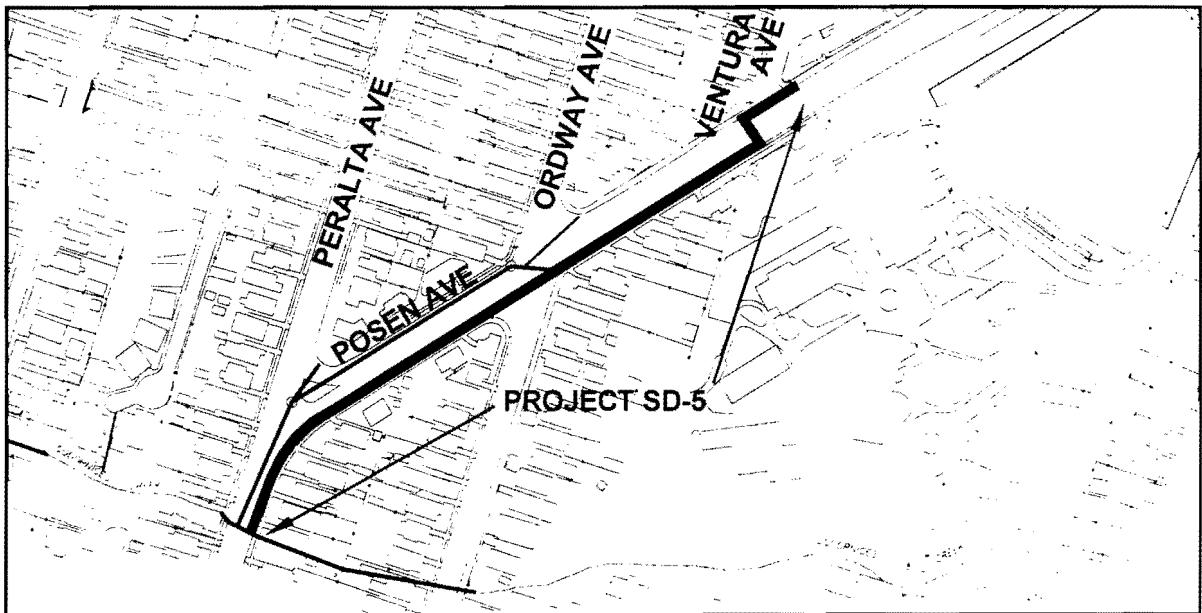 PERALTA AVE
ORDWAY AVE
VENTURA
AVE
POSEN AVE
PROJECT SD-5